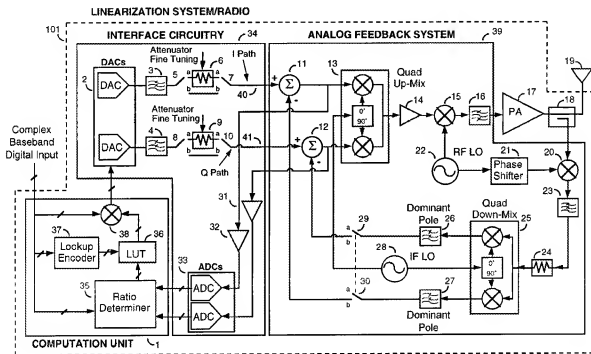 LINEARIZATION SYSTEM/RADIO
101
INTERFACE CIRCUITRY
34
ANALOG FEEDBACK SYSTEM
39
19
DACs
2
DAC
DAC
Attenuator
Fine Tuning
6
I Path
3
5
a
b
a
b
7
40
Attenuator
Fine Tuning
9
4
8
a
b
a
b
10
41
Q Path
11
+
Σ
-
12
+
Σ
-
13
0°
90°
Quad
Up-Mix
14
15
16
17
PA
18
22
RF LO
21
Phase
Shifter
20
23
Complex
Baseband
Digital Input
31
32
33
ADCs
ADC
ADC
29
a
b
30
a
b
Dominant
Pole
26
28
IF LO
27
Dominant
Pole
Quad
Down-Mix
25
0°
90°
24
37
Lookup
Encoder
38
LUT
36
35
Ratio
Determiner
COMPUTATION UNIT
1